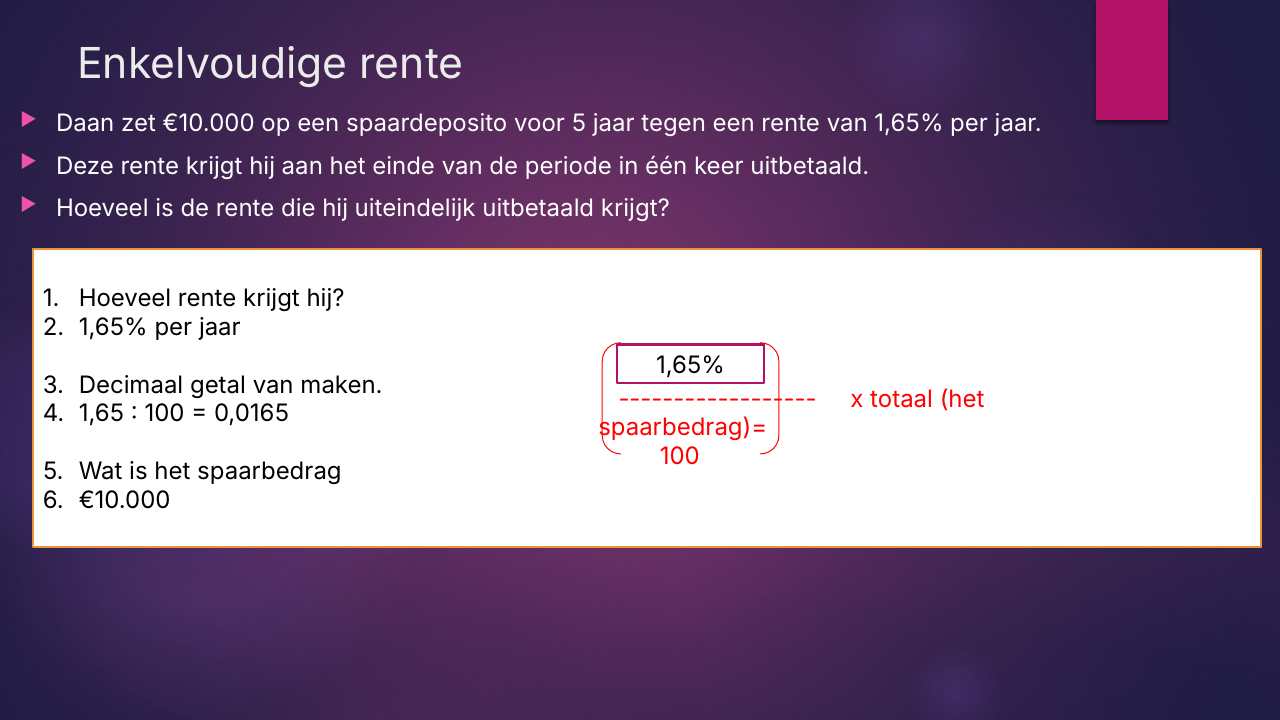 Enkelvoudige rente
Daan zet €10.000 op een spaardeposito voor 5 jaar tegen een rente van 1,65% per jaar.
Deze rente krijgt hij aan het einde van de periode in één keer uitbetaald.
Hoeveel is de rente die hij uiteindelijk uitbetaald krijgt?
1. Hoeveel rente krijgt hij?
2. 1,65% per jaar
3. Decimaal getal van maken.
4. 1,65 : 100 = 0,0165
5. Wat is het spaarbedrag
6. €10.000
1,65%
------------------ x totaal (het
spaarbedrag)=
100